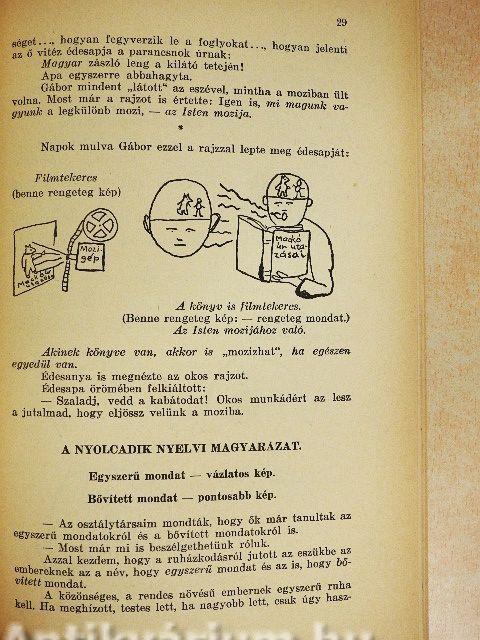 29
séget..., hogyan fegyverzik le a foglyokat..., hogyan jelenti
az ő vitéz édesapja a parancsnok úrnak:
Magyar zászló leng a kilátó tetején!
Apa egyszerre abbahagyta.
Gábor mindent „látott" az eszével, mintha a moziban ült
volna. Most már a rajzot is értette: Igen is, mi magunk va-
gyunk a legkülönb mozi, — az Isten mozija.
*
Napok mulva Gábor ezzel a rajzzal lepte meg édesapját:
Filmtekercs
(benne rengeteg kép)
Mozi-
gép
Mackó
úr uta-
zásai
A könyv is filmtekercs.
(Benne rengeteg kép: — rengeteg mondat.)
Az Isten mozijához való.
Akinek könyve van, akkor is „mozizhat", ha egészen
egyedül van.
Édesanya is megnézte az okos rajzot.
Édesapa örömében felkiáltott:
— Szaladj, vedd a kabátodat! Okos munkádért az lesz
a jutalmad, hogy eljössz velünk a moziba.
A NYOLCADIK NYELVI MAGYARÁZAT.
Egyszerű mondat — vázlatos kép.
Bővített mondat — pontosabb kép.
— Az osztálytársaim mondták, hogy ők már tanultak az
egyszerű mondatokról és a bővített mondatokról is.
— Most már mi is beszélgethetünk róluk.
Azzal kezdem, hogy a ruházkodásról jutott az eszükbe az
embereknek az a név, hogy egyszerű mondat és az is, hogy bő-
vített mondat.
A közönséges, a rendes növésű embernek egyszerű ruha
kell. Ha meghízott, testes lett, ha nagyobb lett, csak úgy hasz-